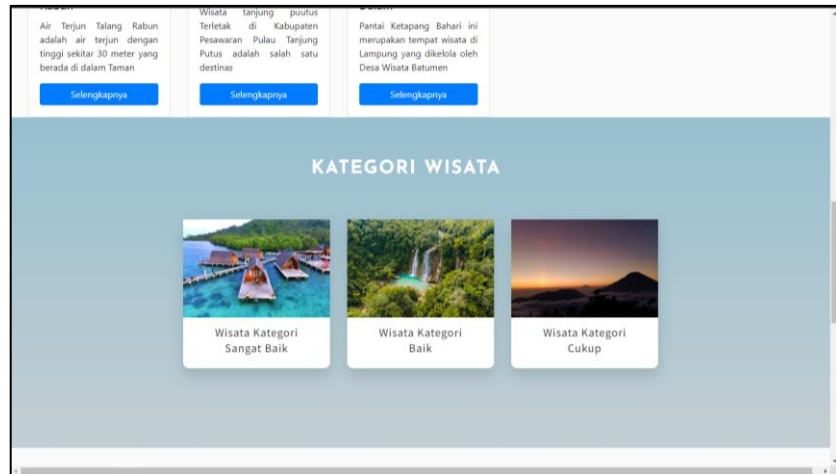 Wisata tanjung puutus
Air Terjun Talang Rabun
adalah air terjun dengan
tinggi sekitar 30 meter yang
berada di dalam Taman
Selengkapnya
Terletak di Kabupaten
Pesawaran Pulau Tanjung
Putus adalah salah satu
destinas
Selengkapnya
Pantai Ketapang Bahari ini
merupakan tempat wisata di
Lampung yang dikelola oleh
Desa Wisata Batumen
Selengkapnya
KATEGORI WISATA
Wisata Kategori
Sangat Baik
Wisata Kategori
Baik
Wisata Kategori
Cukup